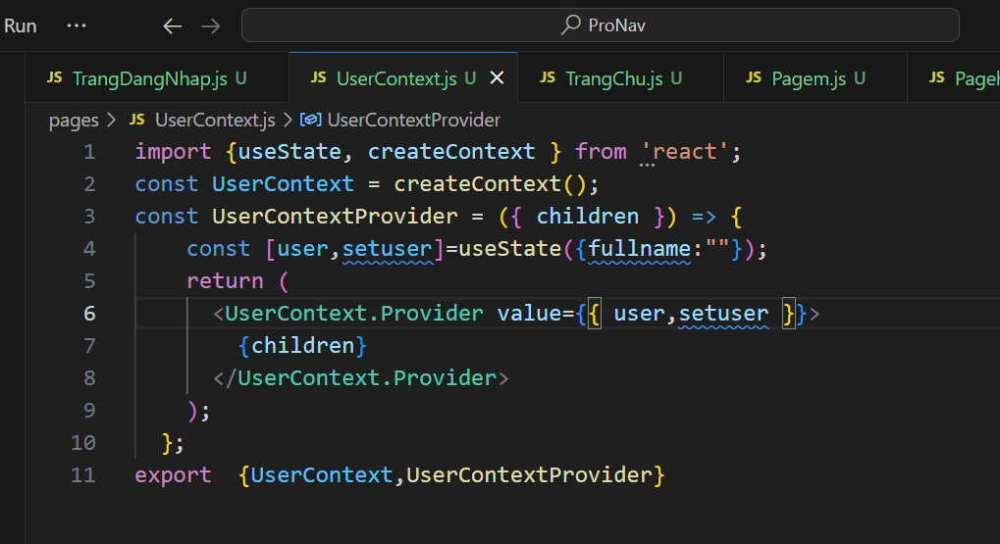 Run ··· ProNav
JS TrangDangNhap.js U JS UserContext.js U JS TrangChu.js U JS Pagem.js U JS
pages > JS UserContext.js > UserContextProvider
1 import {useState, createContext } from 'react';
2 const UserContext = createContext();
3 const UserContextProvider = ({ children }) => {
4 const [user,setuser]=useState({fullname:""});
5 return (
6 <UserContext.Provider value={{ user,setuser }}>
7 {children}
8 </UserContext.Provider>
9 );
10 };
11 export {UserContext,UserContextProvider}